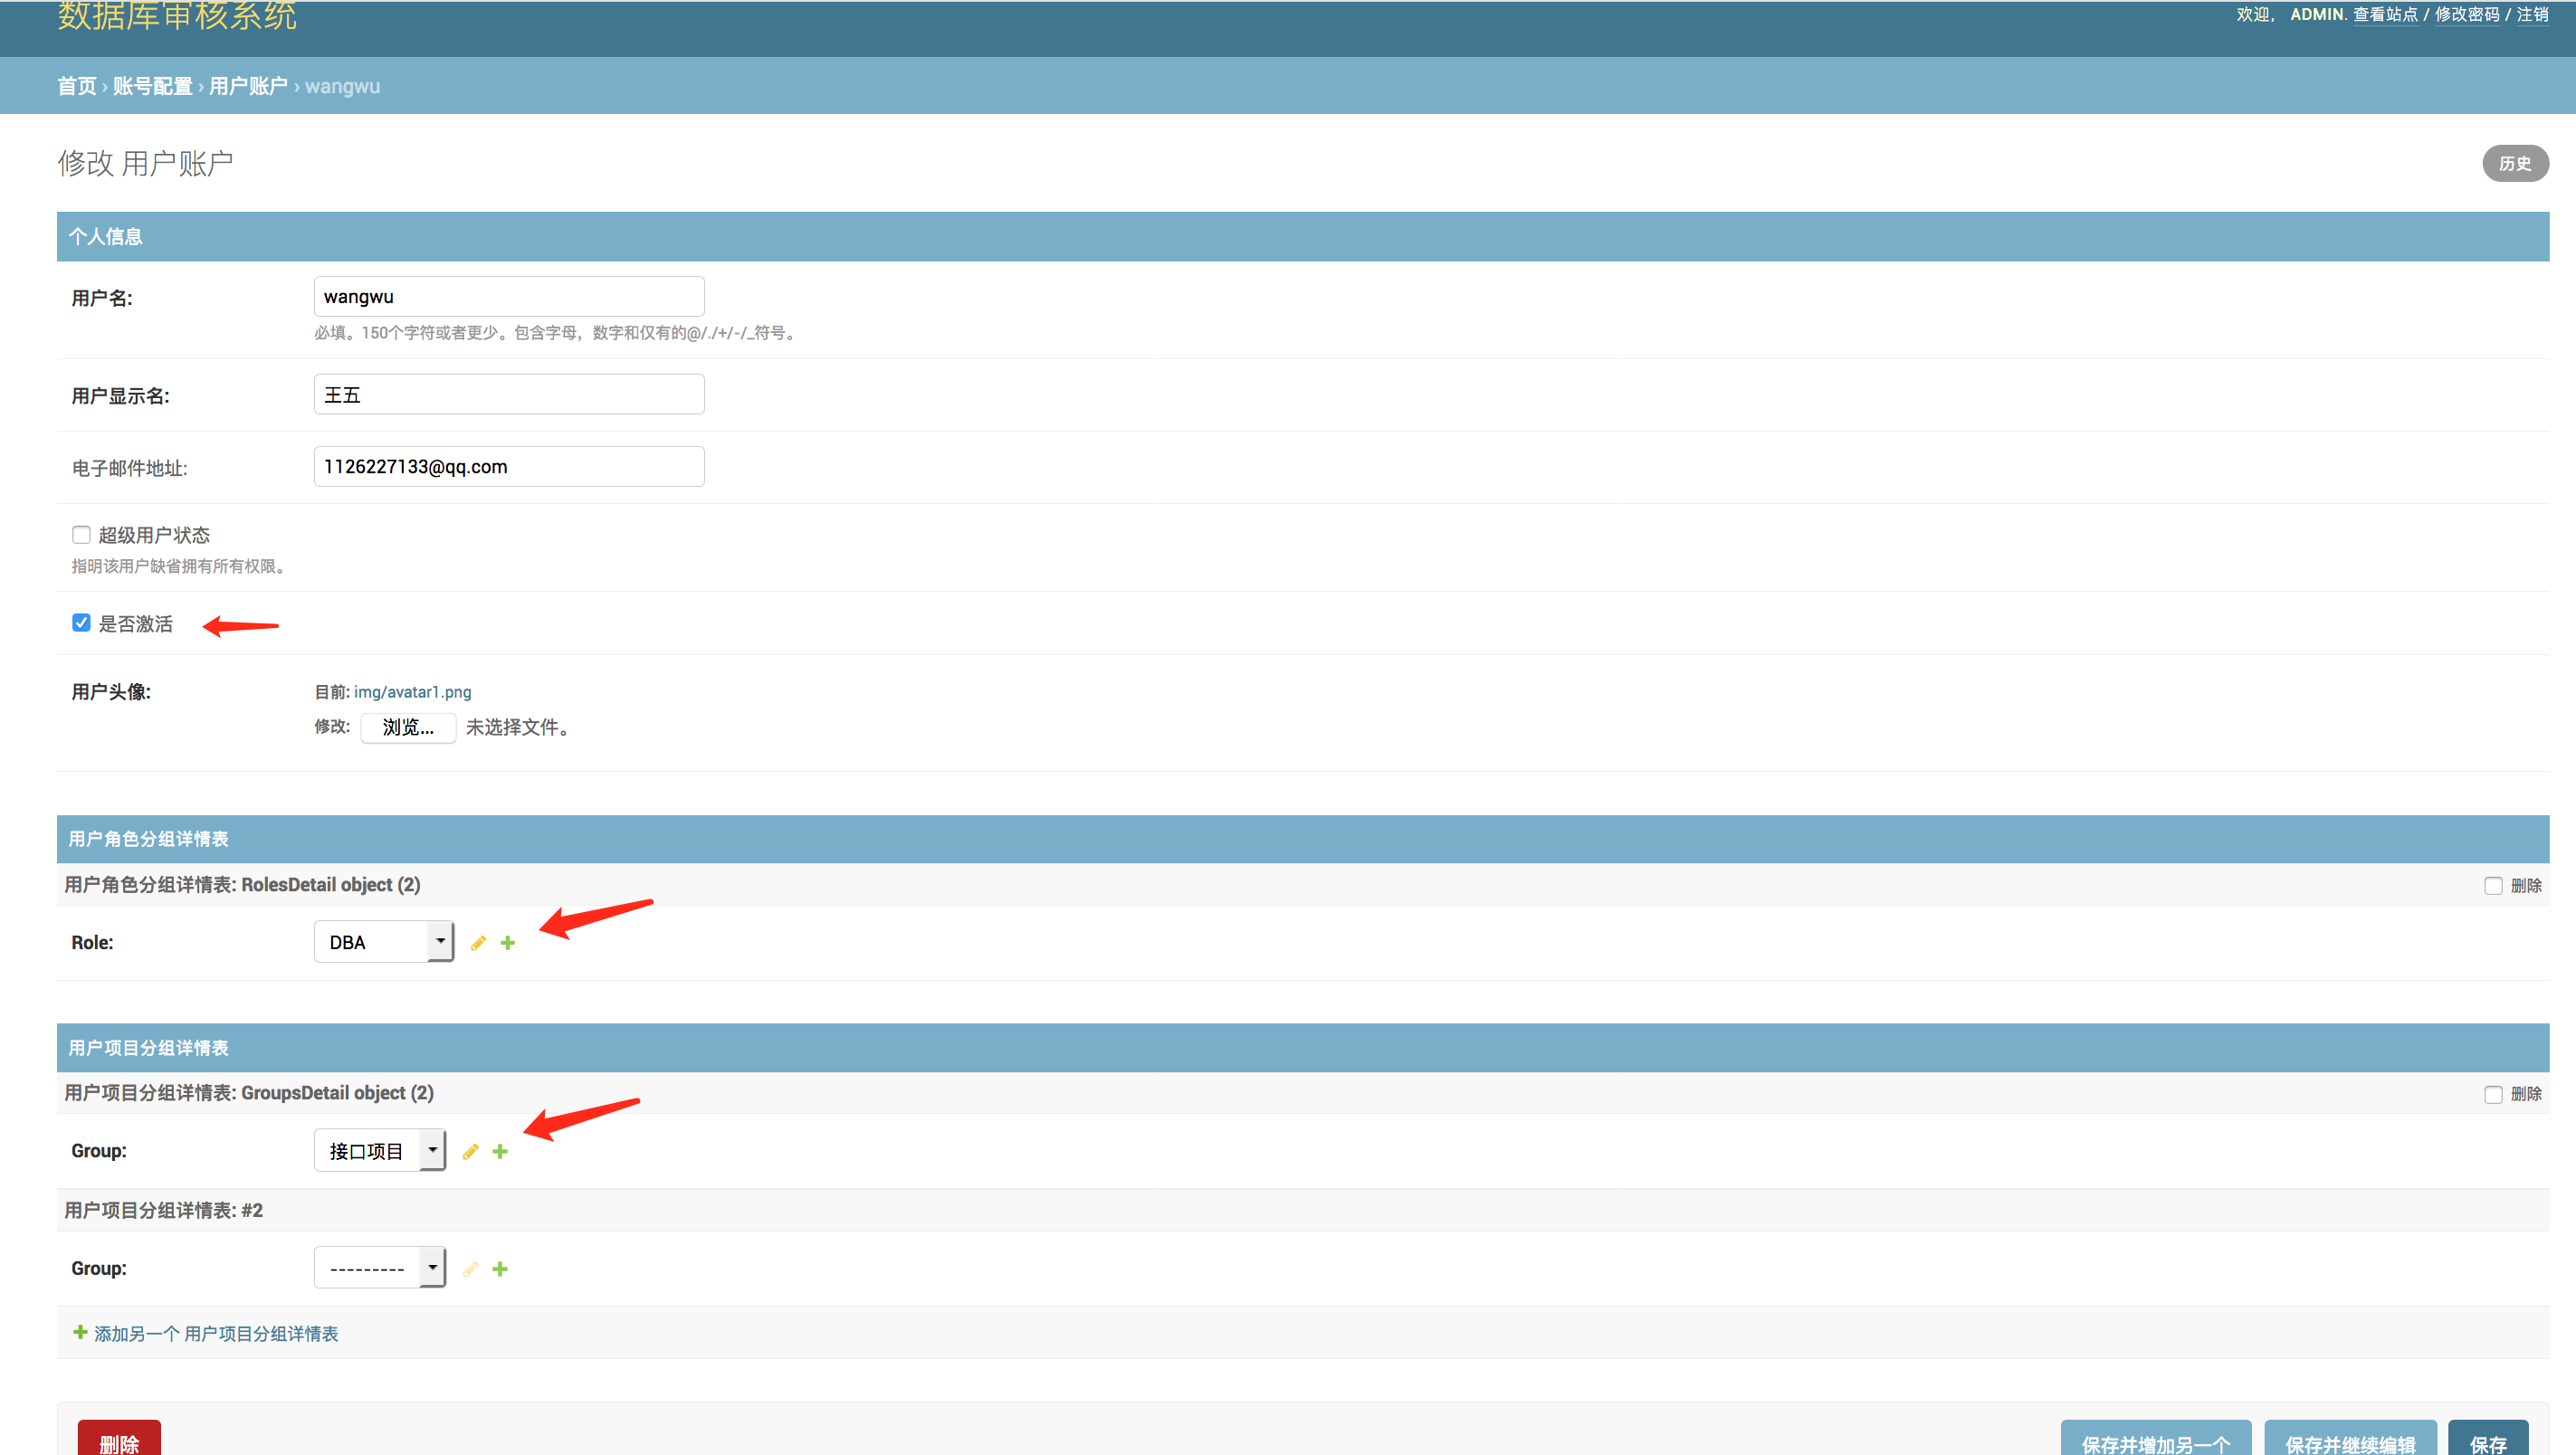 数据库审核系统
欢迎, ADMIN. 查看站点 / 修改密码 / 注销
首页 › 账号配置 › 用户账户 › wangwu
修改 用户账户
历史
个人信息
用户名:
wangwu
必填。150个字符或者更少。包含字母，数字和仅有的@/./+/-/_符号。
用户显示名:
王五
电子邮件地址:
1126227133@qq.com
超级用户状态
指明该用户缺省拥有所有权限。
是否激活
用户头像:
目前: img/avatar1.png
修改: 浏览... 未选择文件。
用户角色分组详情表
用户角色分组详情表: RolesDetail object (2)
删除
Role:
DBA
用户项目分组详情表
用户项目分组详情表: GroupsDetail object (2)
删除
Group:
接口项目
用户项目分组详情表: #2
Group:
---------
添加另一个 用户项目分组详情表
删除
保存并增加另一个
保存并继续编辑
保存